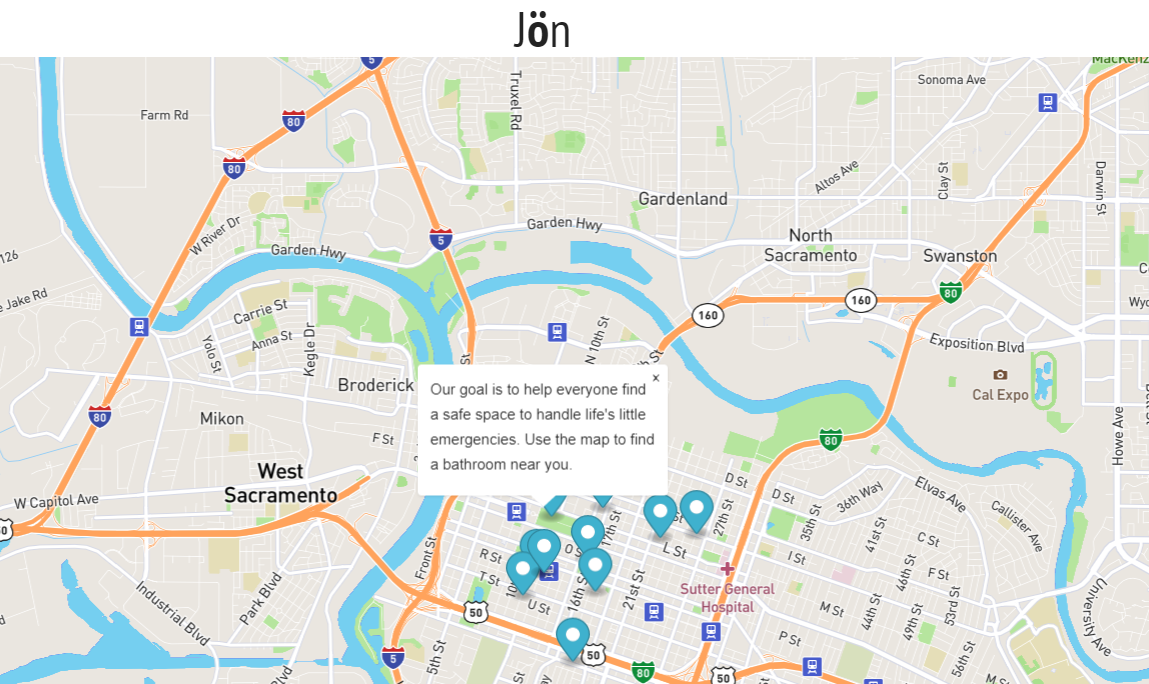 Jön
5
MacKenz
Sonoma Ave
Truxel Rd
Farm Rd
80
80
Altos Ave
Clay St
Darwin St
Gardenland
W River Dr
Garden Hwy
5
North
Sacramento
Swanston
Garden Hwy
126
e Jake Rd
80
160
160
Carrie St
Anna St
Yolo St
Kegle Dr
N 10th St
Exposition Blvd
Wyo
Cal Expo
Broderick
Our goal is to help everyone find
a safe space to handle life's little
emergencies. Use the map to find
a bathroom near you.
x
Mikon
80
F St
80
Howe Ave
West
Sacramento
W Capitol Ave
D St
D St
36th Way
Elvas Ave
Callister Ave
27th St
35th St
41st St
C St
17th St
L St
I St
F St
R St
T St
O S
Front St
16th S
21st St
U St
Sutter General
Hospital
46th St
44th St
49th St
53rd St
M St
P St
56th St
University Ave
Industrial Blvd
Park Blvd
50
5
5th St
50
80
50
M St